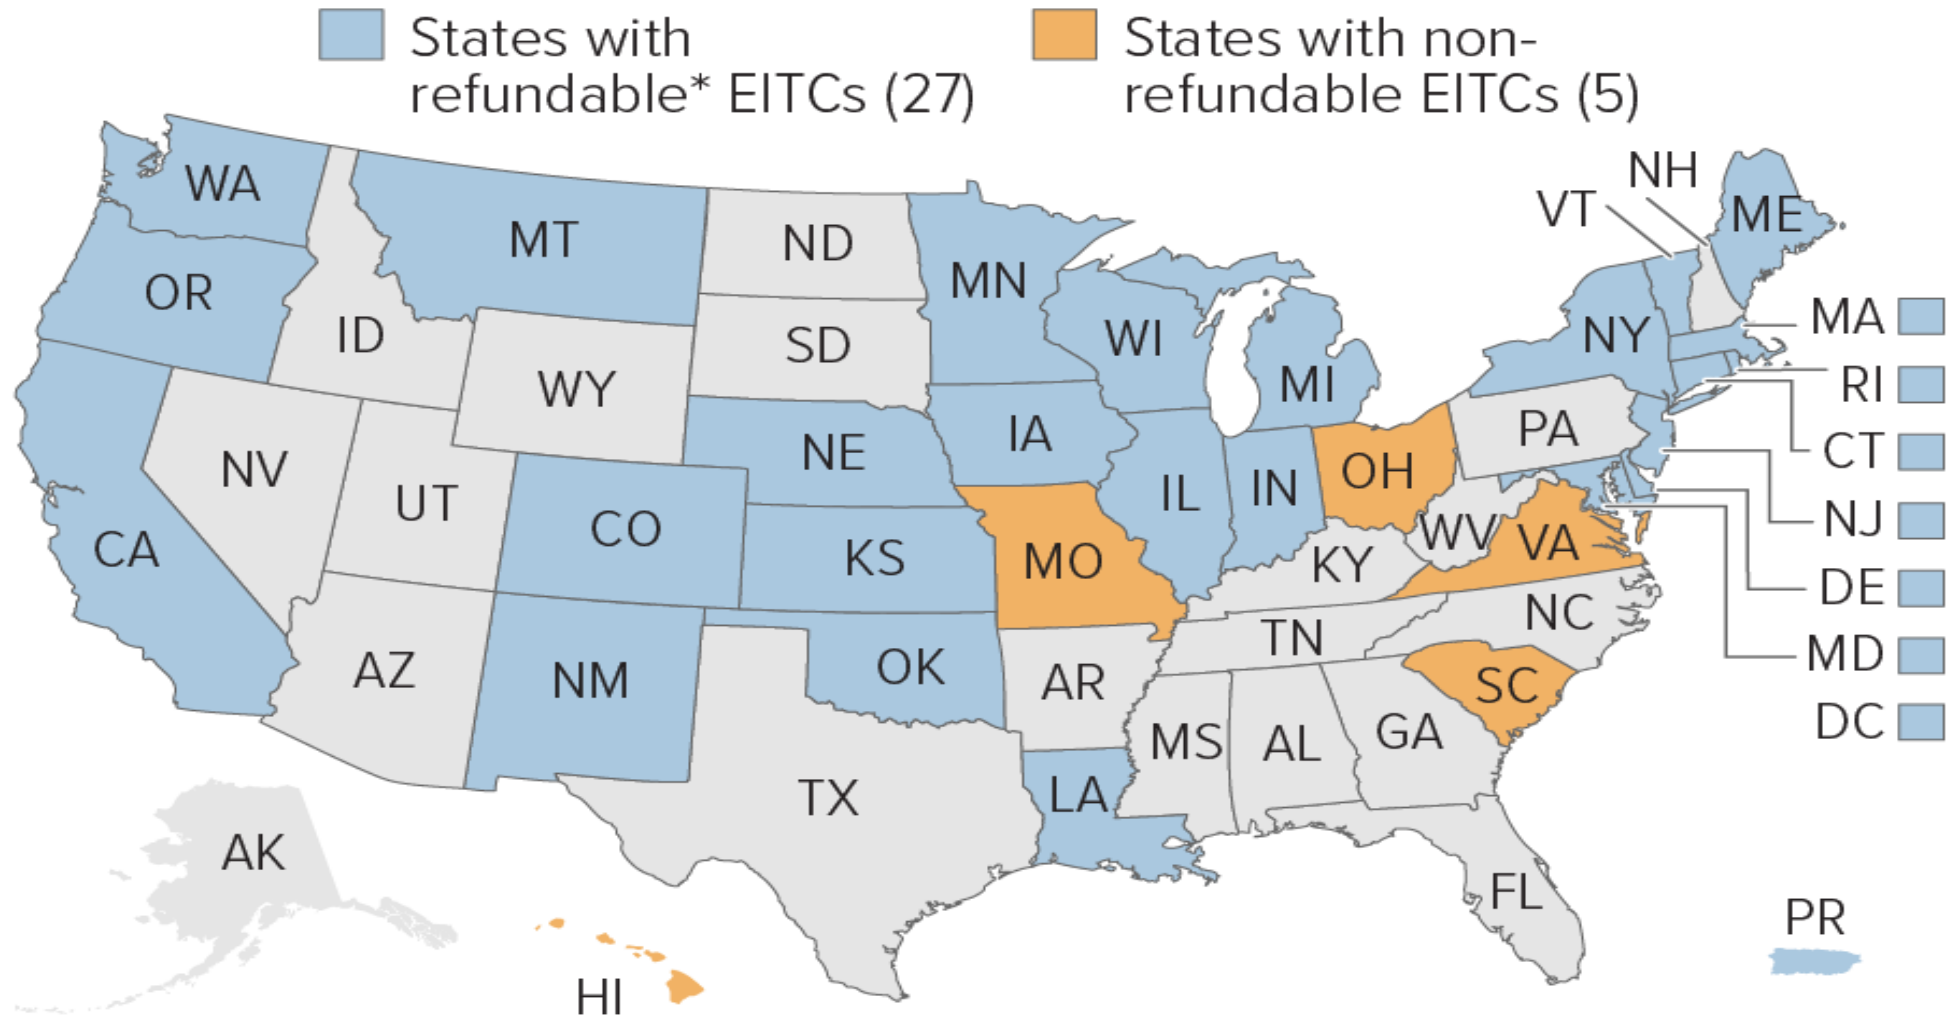 States with
refundable* EITCs (27)
States with non-
refundable EITCs (5)
WA
MT
ND
MN
VT
NH
ME
OR
ID
SD
WI
MI
NY
MA
WY
RI
NV
UT
NE
IA
PA
CT
CA
CO
KS
MO
IL
IN
OH
WV
VA
KY
NJ
DE
AZ
NM
OK
AR
TN
NC
SC
MD
DC
TX
LA
MS
AL
GA
AK
HI
FL
PR